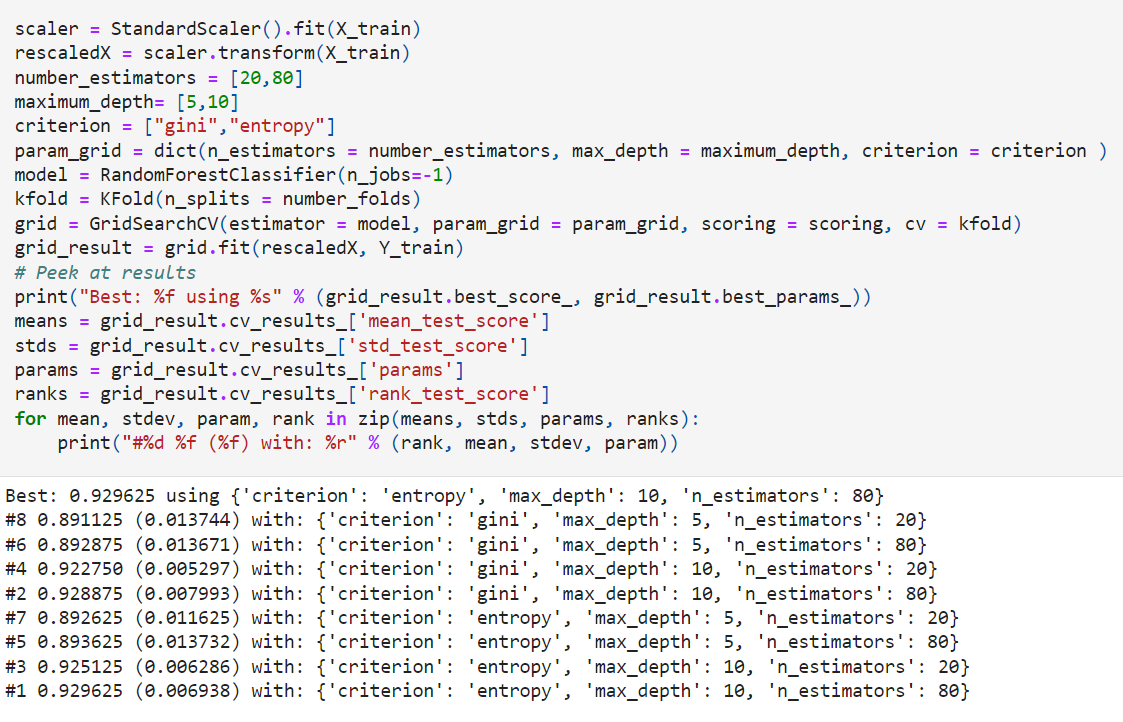 scaler = StandardScaler().fit(X_train)
rescaledX = scaler.transform(X_train)
number_estimators = [20,80]
maximum_depth= [5,10]
criterion = ["gini","entropy"]
param_grid = dict(n_estimators = number_estimators, max_depth = maximum_depth, criterion = criterion )
model = RandomForestClassifier(n_jobs=-1)
kfold = KFold(n_splits = number_folds)
grid = GridSearchCV(estimator = model, param_grid = param_grid, scoring = scoring, cv = kfold)
grid_result = grid.fit(rescaledX, Y_train)
# Peek at results
print("Best: %f using %s" % (grid_result.best_score_, grid_result.best_params_))
means = grid_result.cv_results_['mean_test_score']
stds = grid_result.cv_results_['std_test_score']
params = grid_result.cv_results_['params']
ranks = grid_result.cv_results_['rank_test_score']
for mean, stdev, param, rank in zip(means, stds, params, ranks):
    print("#%d %f (%f) with: %r" % (rank, mean, stdev, param))
Best: 0.929625 using {'criterion': 'entropy', 'max_depth': 10, 'n_estimators': 80}
#8 0.891125 (0.013744) with: {'criterion': 'gini', 'max_depth': 5, 'n_estimators': 20}
#6 0.892875 (0.013671) with: {'criterion': 'gini', 'max_depth': 5, 'n_estimators': 80}
#4 0.922750 (0.005297) with: {'criterion': 'gini', 'max_depth': 10, 'n_estimators': 20}
#2 0.928875 (0.007993) with: {'criterion': 'gini', 'max_depth': 10, 'n_estimators': 80}
#7 0.892625 (0.011625) with: {'criterion': 'entropy', 'max_depth': 5, 'n_estimators': 20}
#5 0.893625 (0.013732) with: {'criterion': 'entropy', 'max_depth': 5, 'n_estimators': 80}
#3 0.925125 (0.006286) with: {'criterion': 'entropy', 'max_depth': 10, 'n_estimators': 20}
#1 0.929625 (0.006938) with: {'criterion': 'entropy', 'max_depth': 10, 'n_estimators': 80}